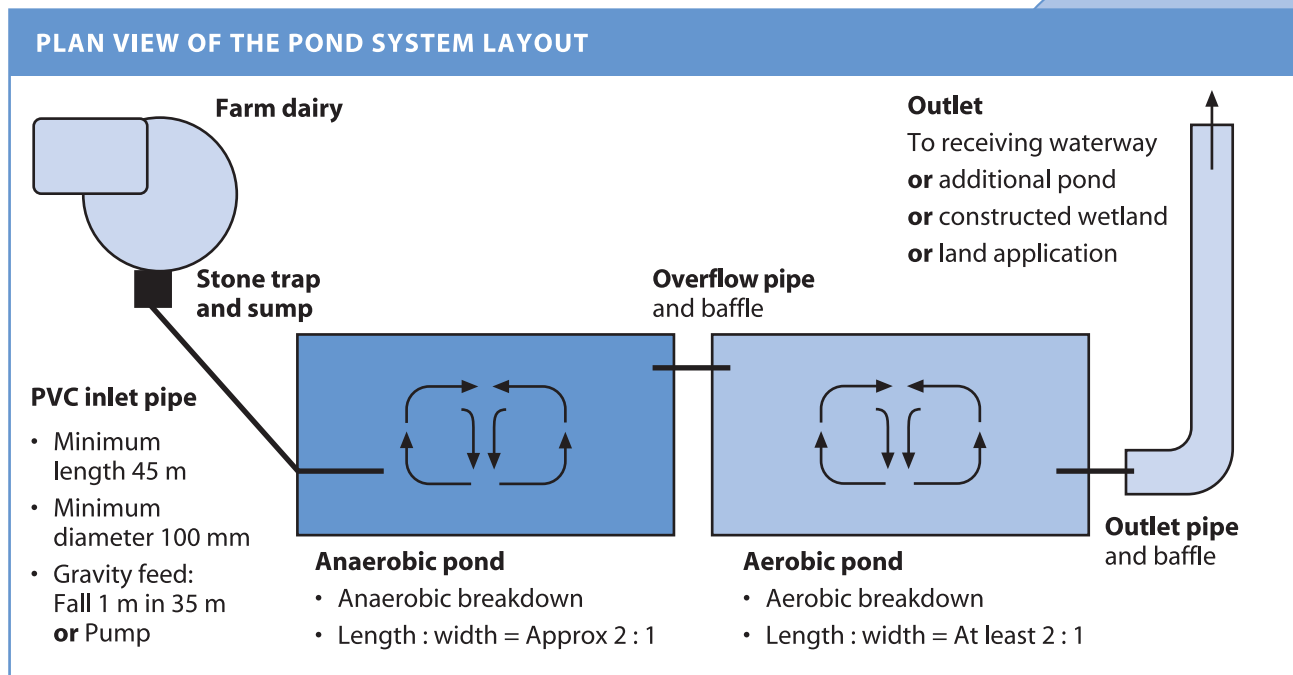 PLAN VIEW OF THE POND SYSTEM LAYOUT
Farm dairy
Stone trap
and sump
PVC inlet pipe
• Minimum
length 45 m
• Minimum
diameter 100 mm
• Gravity feed:
Fall 1 m in 35 m
or Pump
Overflow pipe
and baffle
Outlet
To receiving waterway
or additional pond
or constructed wetland
or land application
Anaerobic pond
• Anaerobic breakdown
• Length : width = Approx 2 : 1
Aerobic pond
• Aerobic breakdown
• Length : width = At least 2 : 1
Outlet pipe
and baffle